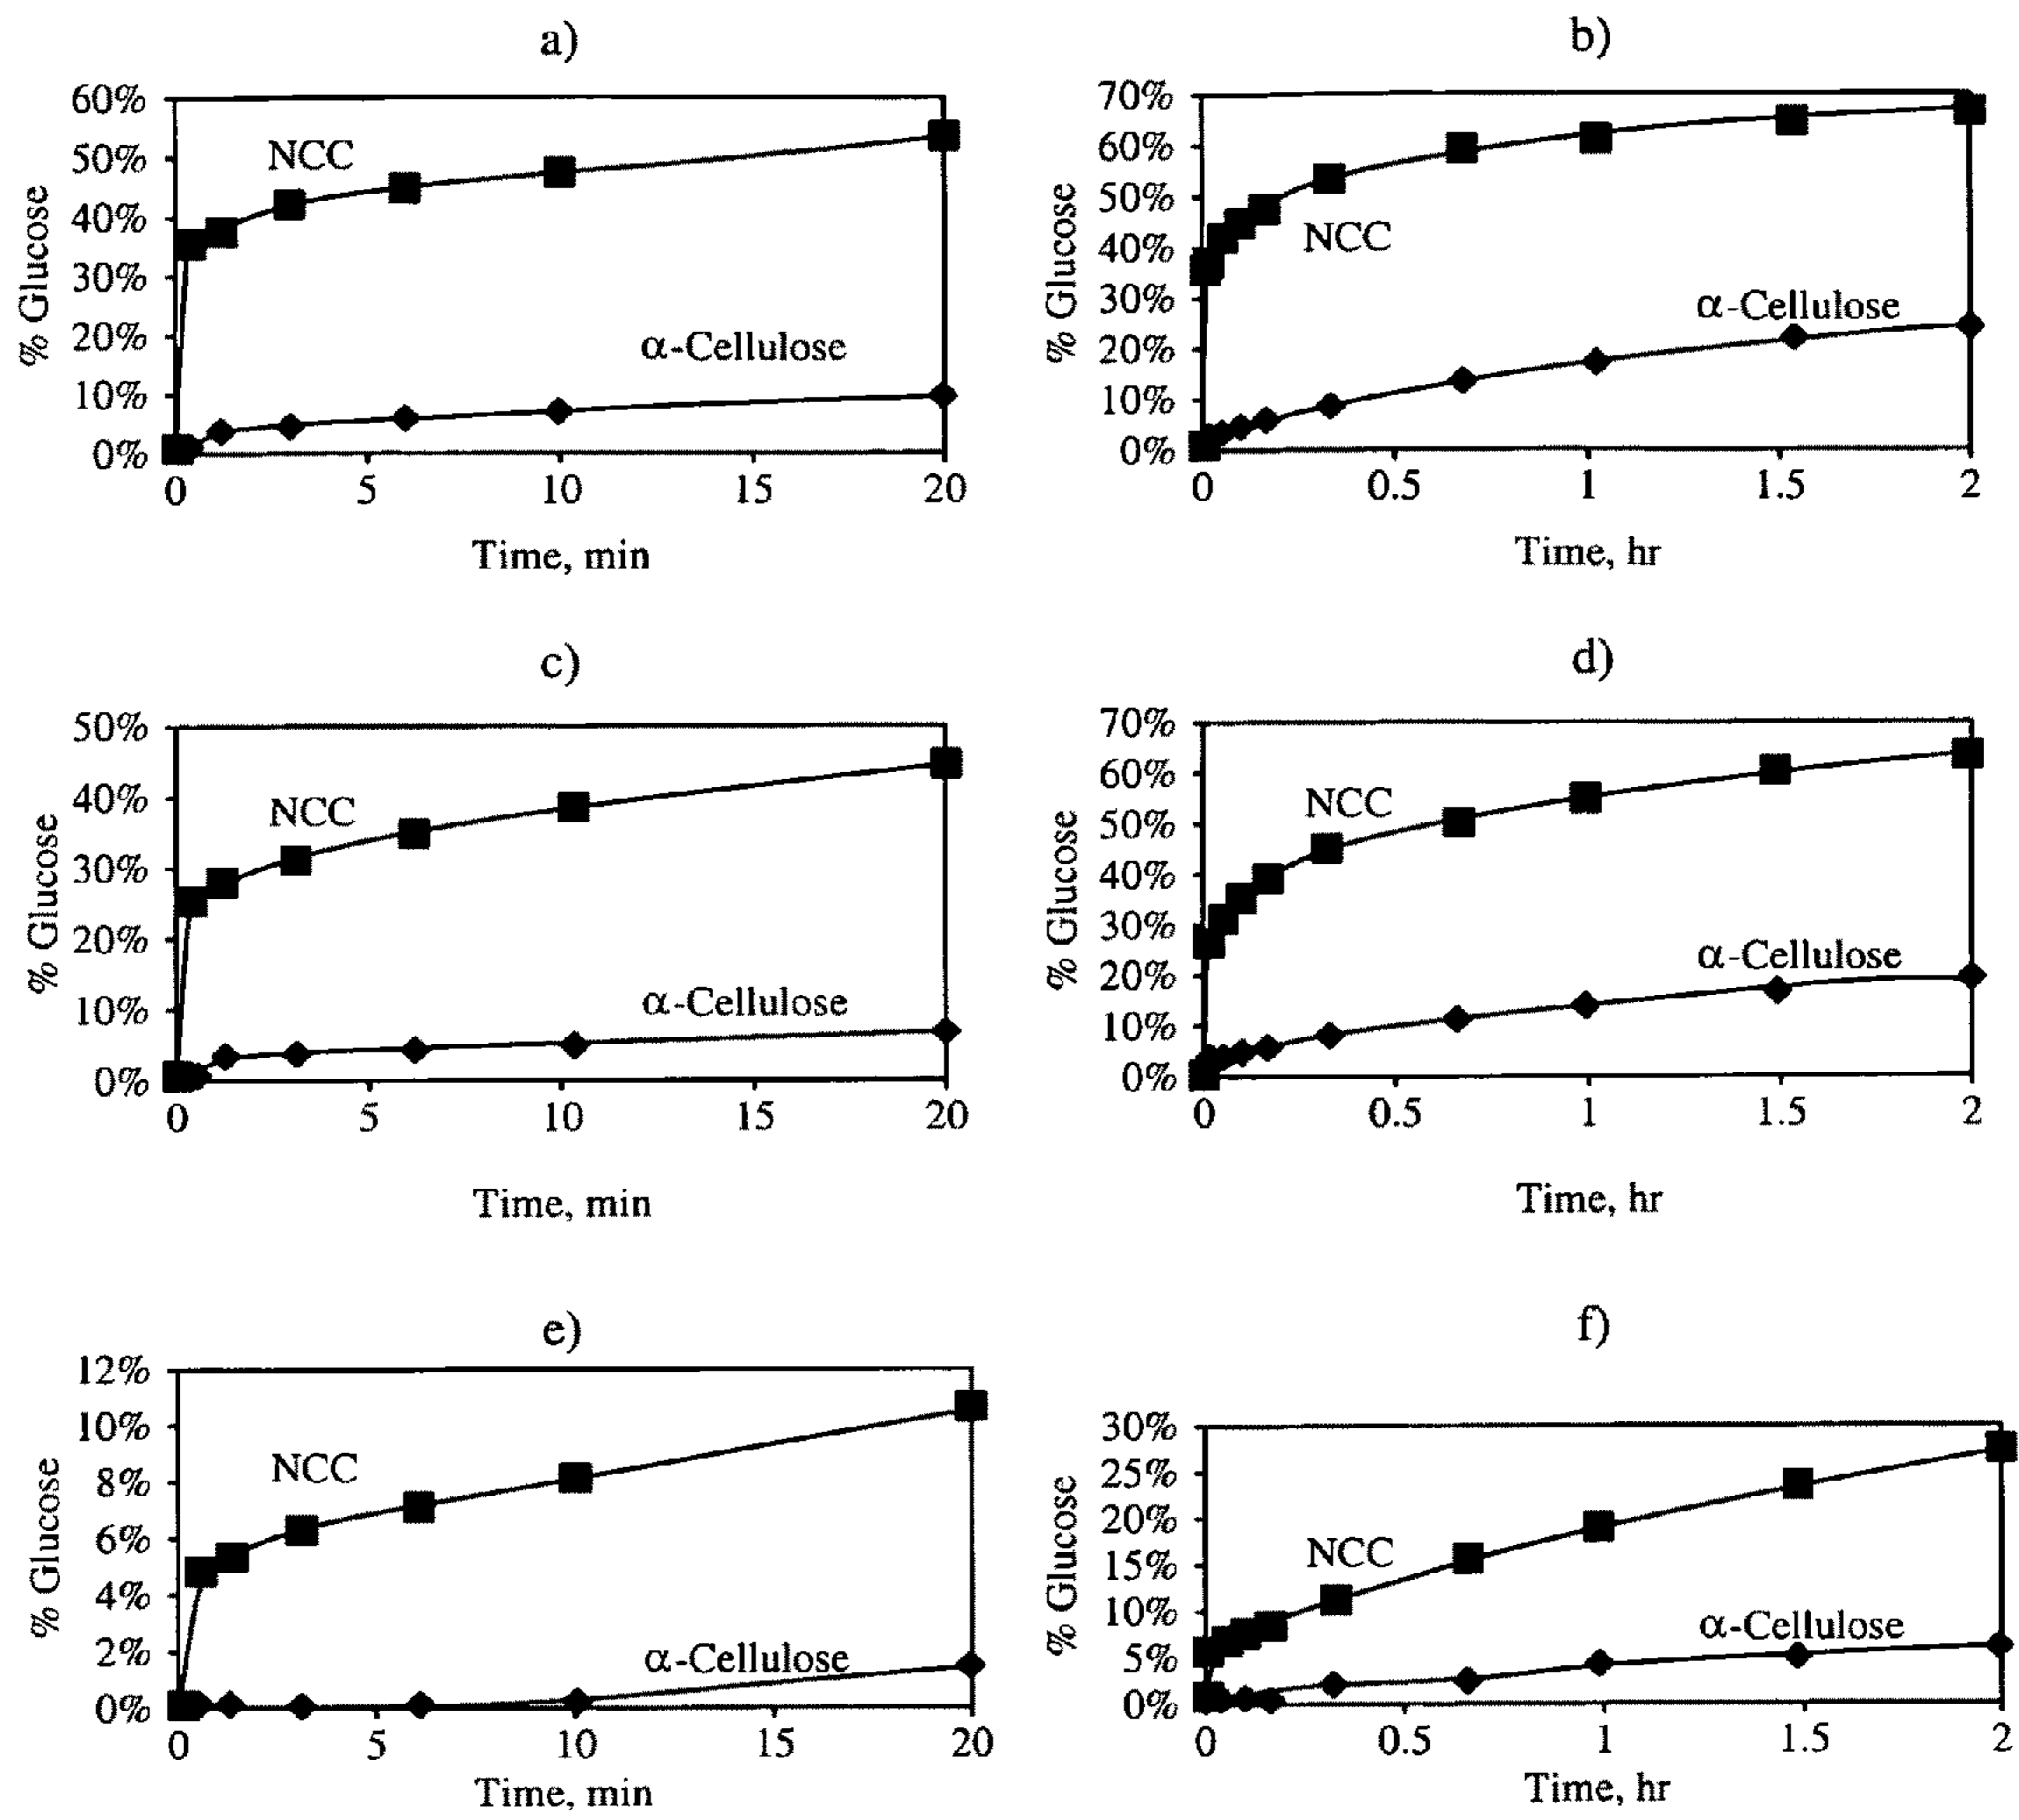 a)
60%
50%
40%
30%
20%
10%
0%
% Glucose
NCC
α-Cellulose
0 5 10 15 20
Time, min
b)
70%
60%
50%
40%
30%
20%
10%
0%
% Glucose
NCC
α-Cellulose
0 0.5 1 1.5 2
Time, hr
c)
50%
40%
30%
20%
10%
0%
% Glucose
NCC
α-Cellulose
0 5 10 15 20
Time, min
d)
70%
60%
50%
40%
30%
20%
10%
0%
% Glucose
NCC
α-Cellulose
0 0.5 1 1.5 2
Time, hr
e)
12%
10%
8%
6%
4%
2%
0%
% Glucose
NCC
α-Cellulose
0 5 10 15 20
Time, min
f)
30%
25%
20%
15%
10%
5%
0%
% Glucose
NCC
α-Cellulose
0 0.5 1 1.5 2
Time, hr